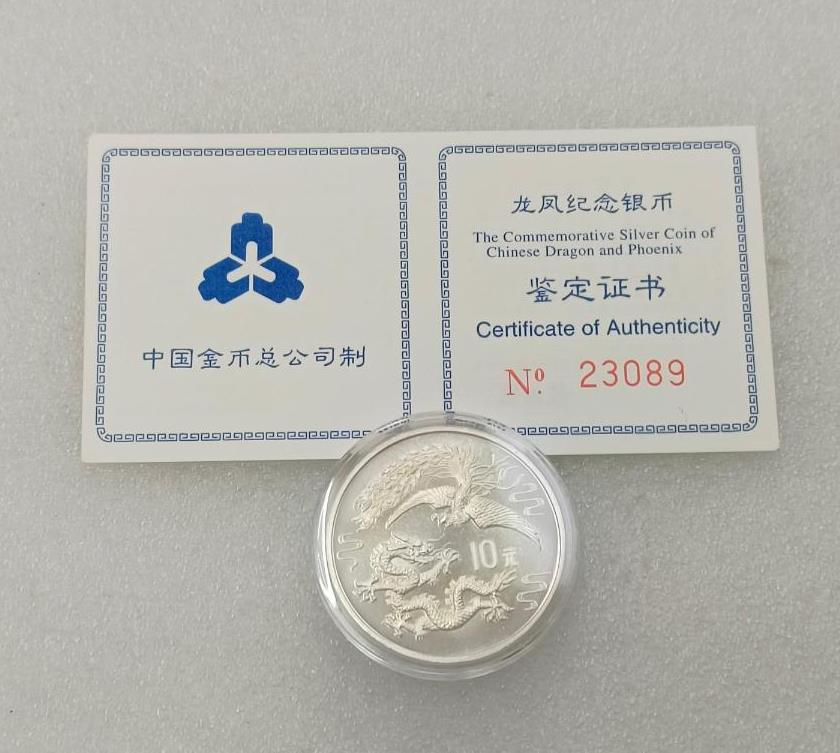 中国金币总公司制
龙凤纪念银币
The Commemorative Silver Coin of
Chinese Dragon and Phoenix
鉴定证书
Certificate of Authenticity
Nº. 23089
10元